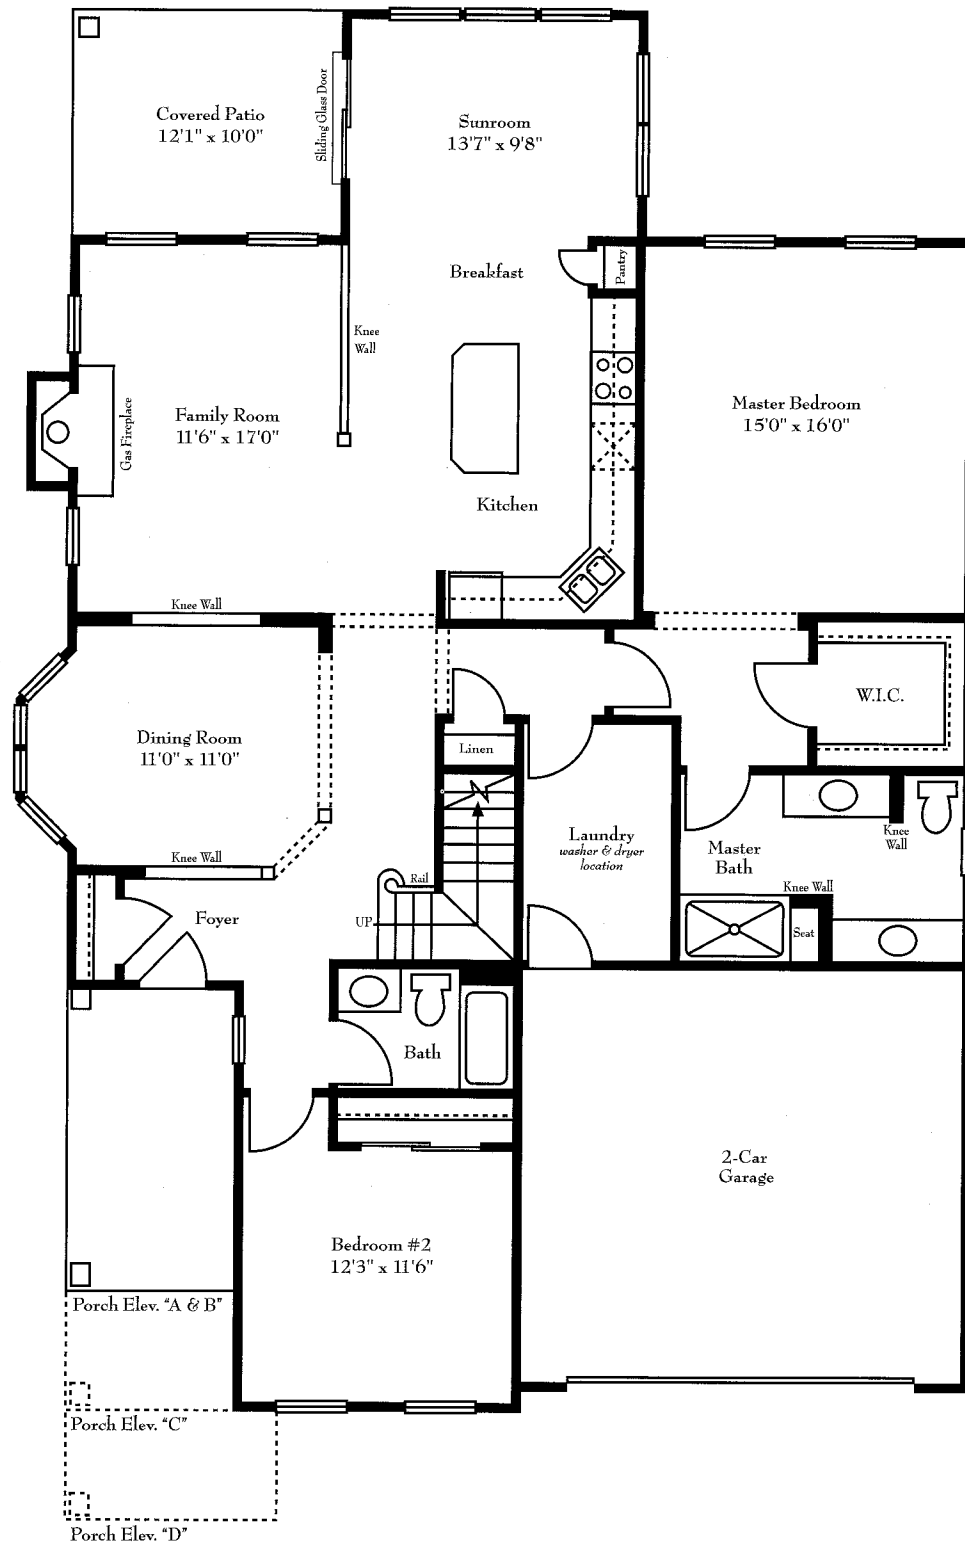 Covered Patio
12'1" x 10'0"
Sliding Glass Door
Sunroom
13'7" x 9'8"
Breakfast
Pantry
Knee
Wall
Family Room
11'6" x 17'0"
Gas Fireplace
Master Bedroom
15'0" x 16'0"
Kitchen
Knee Wall
W.I.C.
Dining Room
11'0" x 11'0"
Linen
Laundry
washer & dryer
location
Master
Bath
Knee
Wall
Knee Wall
Knee Wall
Rail
Foyer
UP
Seat
Bath
2-Car
Garage
Bedroom #2
12'3" x 11'6"
Porch Elev. "A & B"
Porch Elev. "C"
Porch Elev. "D"